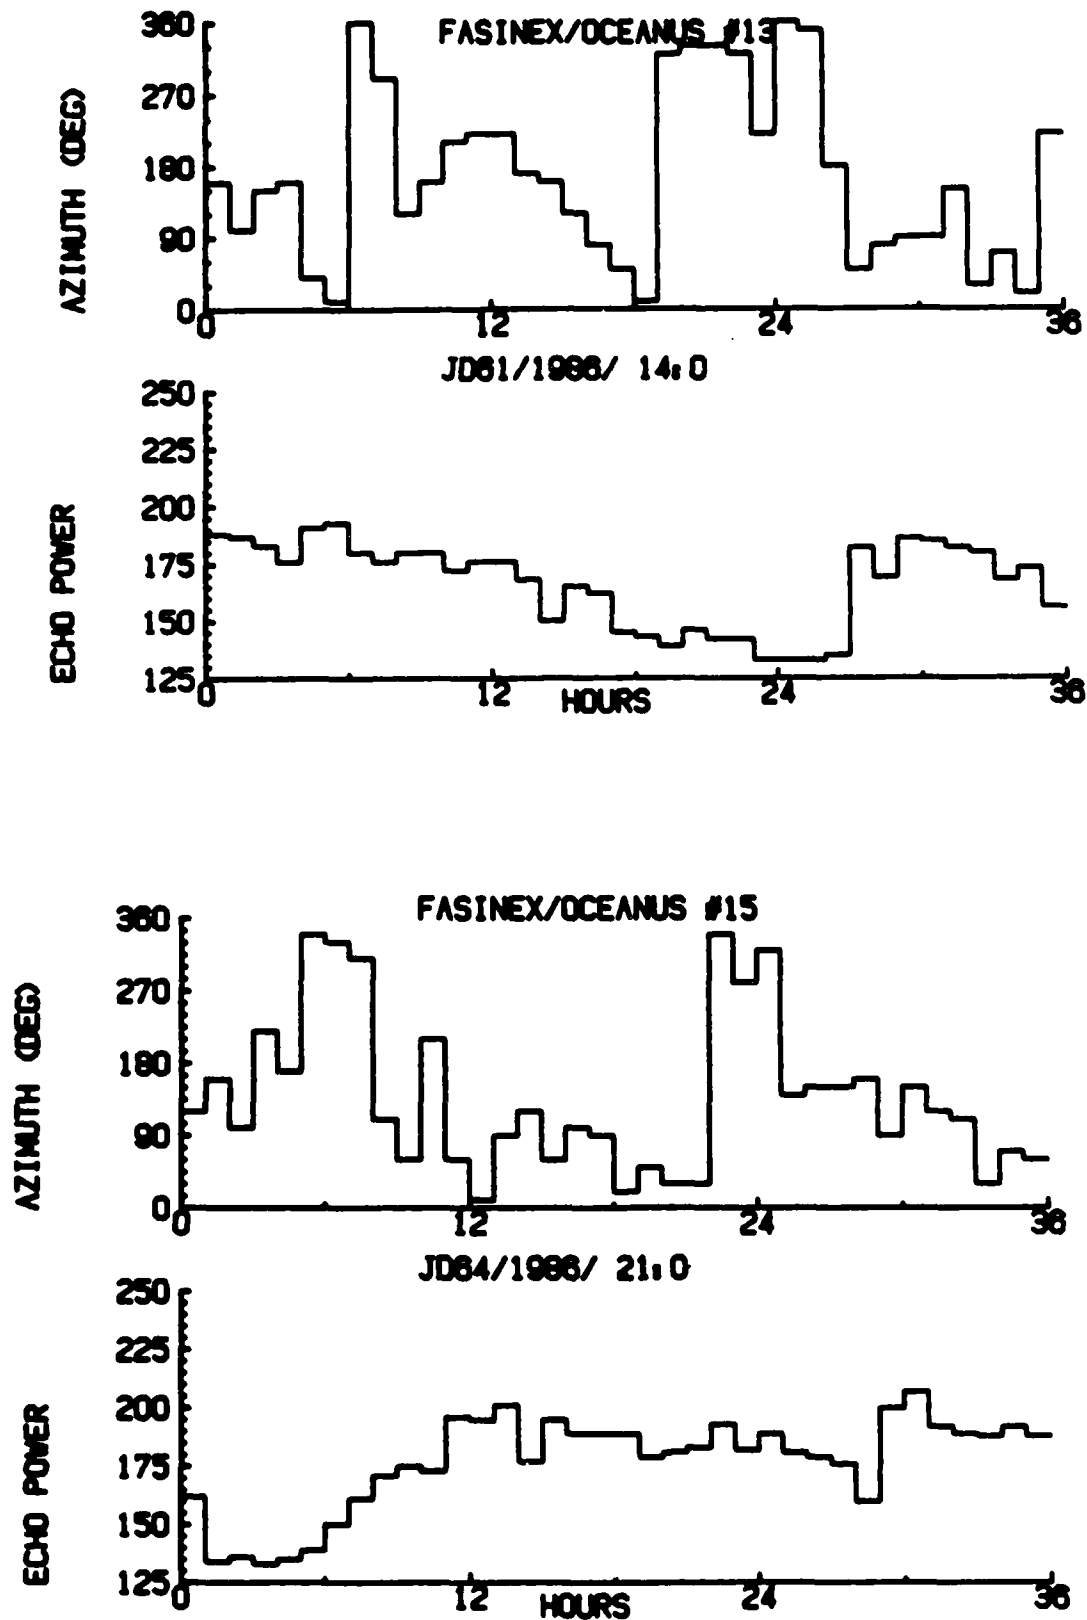 FASINEX/OCEANUS #13
360
270
180
90
0
AZIMUTH (DEG)
0 12 24 36
JD61/1986/ 14:0
250
225
200
175
150
125
ECHO POWER
0 12 24 36
HOURS
FASINEX/OCEANUS #15
360
270
180
90
0
AZIMUTH (DEG)
0 12 24 36
JD64/1986/ 21:0
250
225
200
175
150
125
ECHO POWER
0 12 24 36
HOURS